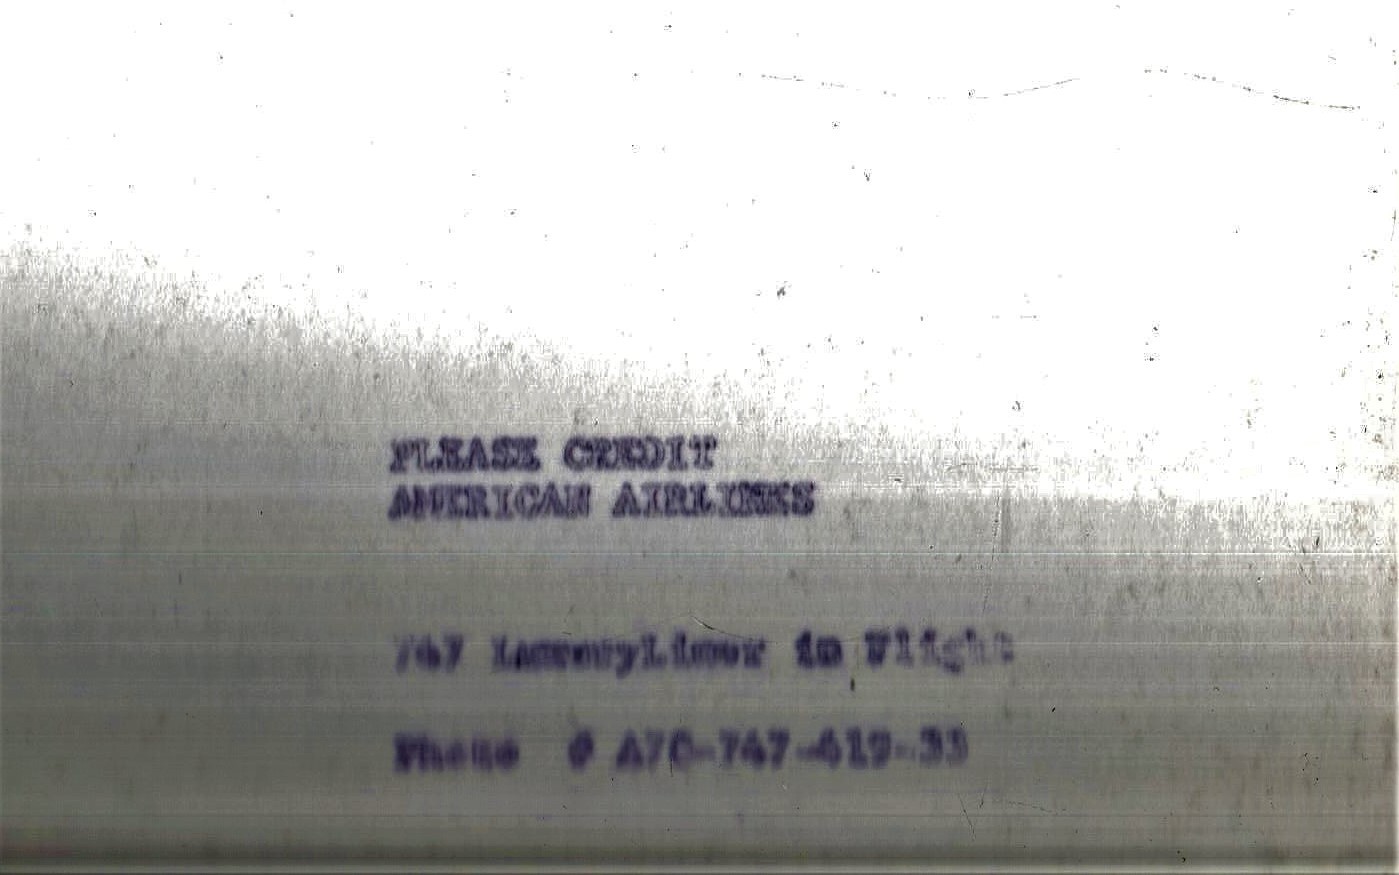 PLEASE CREDIT
AMERICAN AIRLINES
747 LuxuryLiner in Flight
Photo # A70-747-419-33